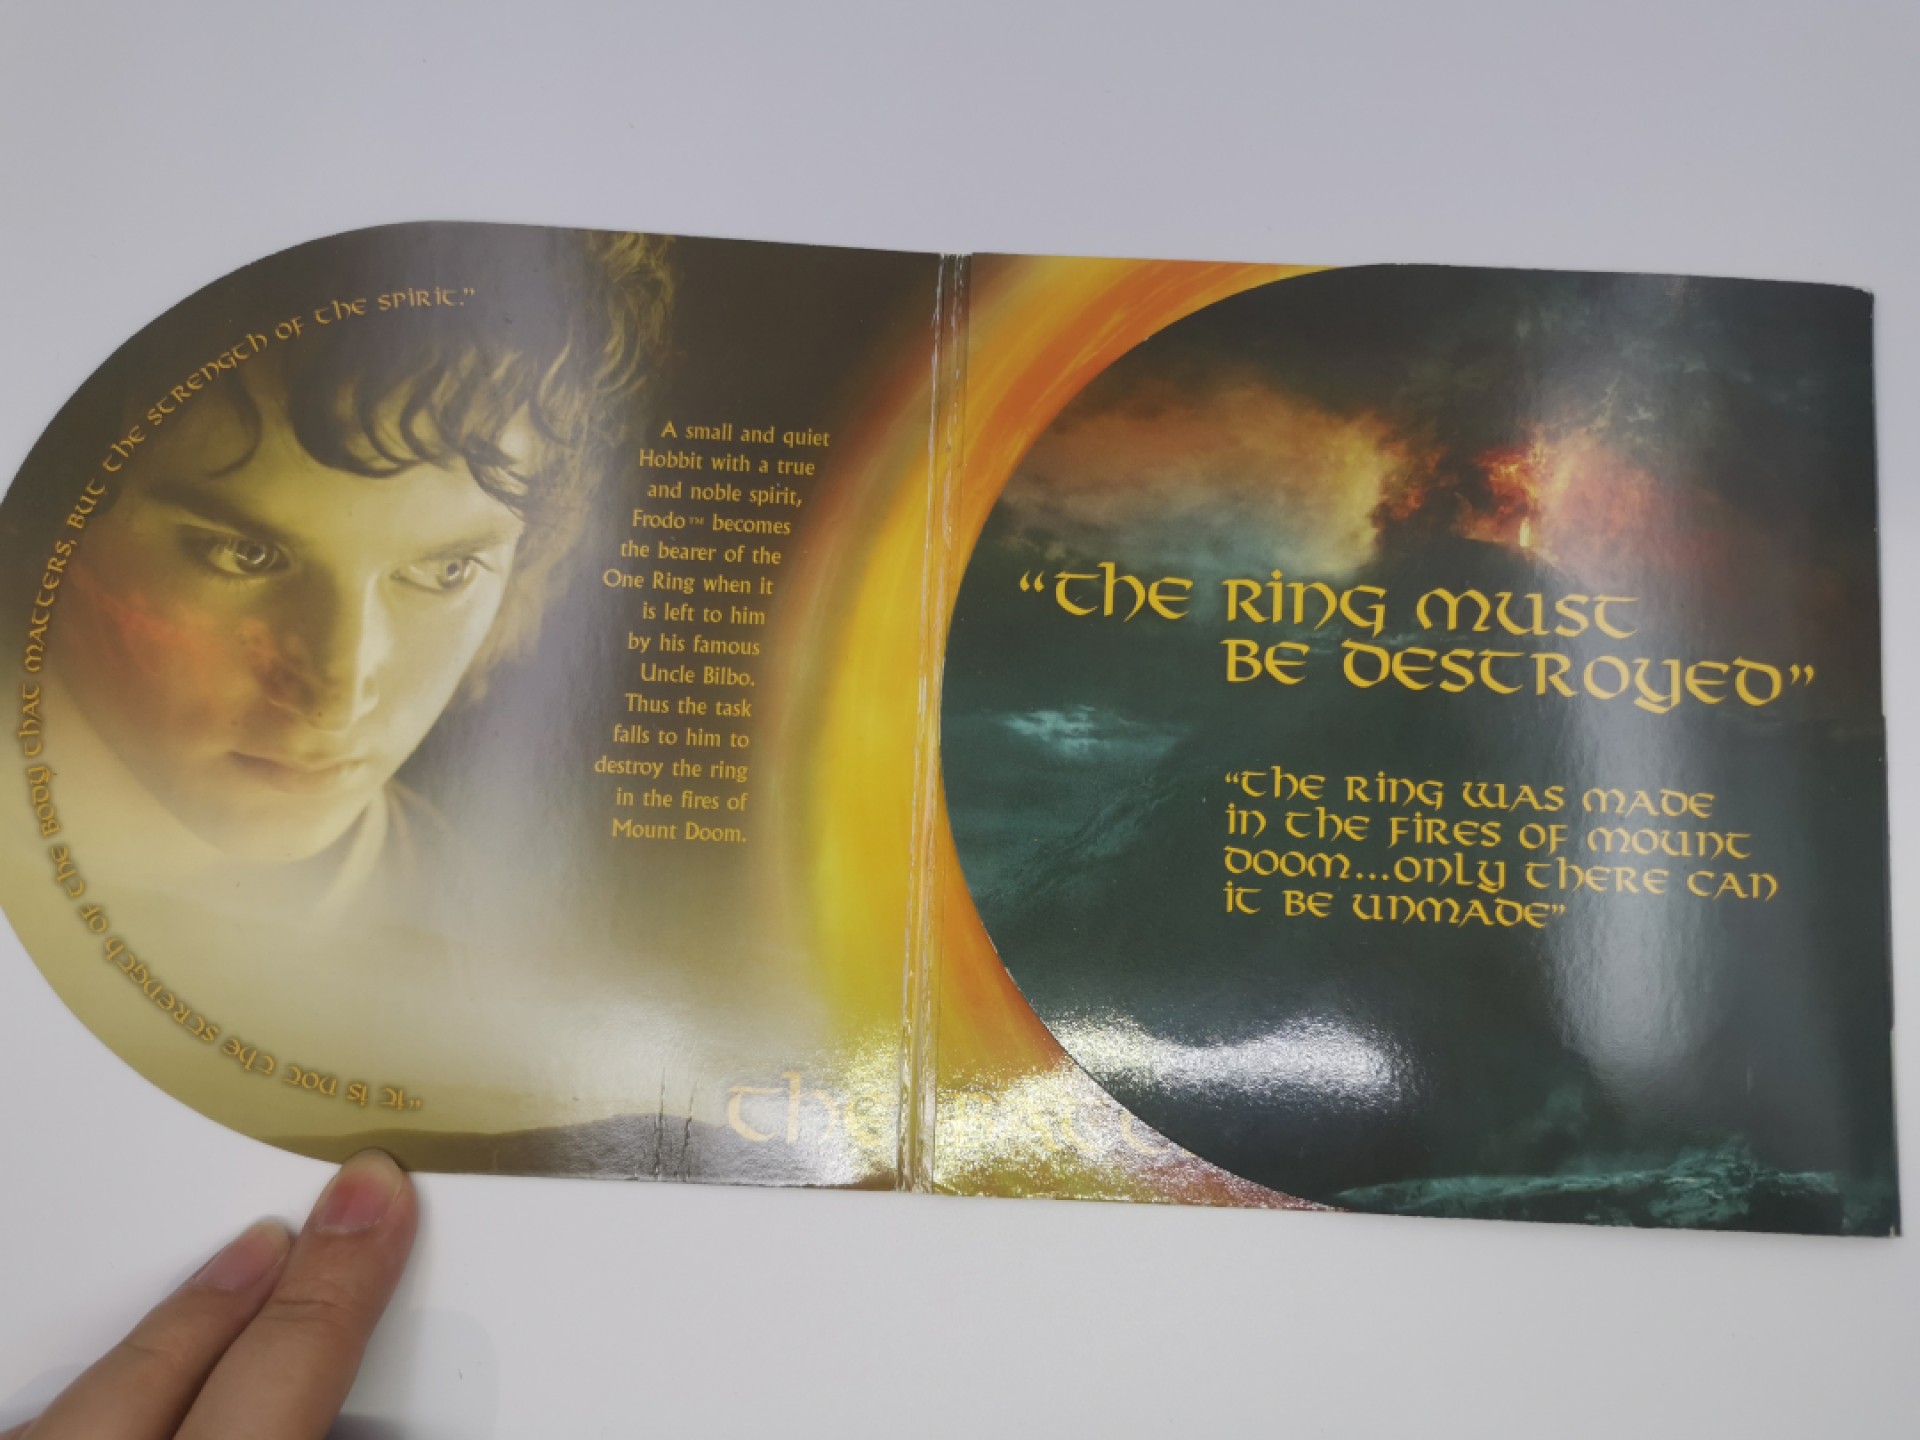 "It is not the strength of the body that matters, but the strength of the spirit."
A small and quiet
Hobbit with a true
and noble spirit,
Frodo™ becomes
the bearer of the
One Ring when it
is left to him
by his famous
Uncle Bilbo.
Thus the task
falls to him to
destroy the ring
in the fires of
Mount Doom.
The
"The Ring must
be destroyed"
"The Ring was made
in the fires of Mount
Doom...only there can
it be unmade"